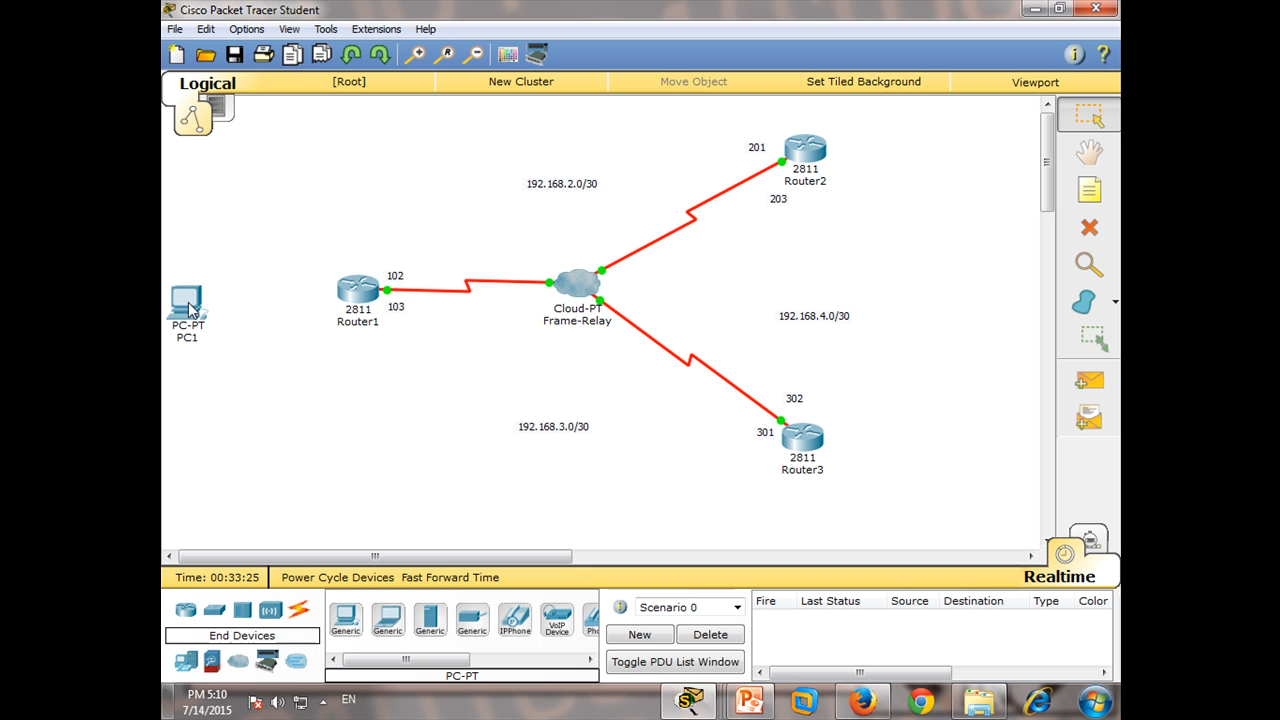 Cisco Packet Tracer Student
File Edit Options View Tools Extensions Help
Logical [Root] New Cluster Move Object Set Tiled Background Viewport
201
2811
Router2
192.168.2.0/30
203
102
2811
Router1
103
PC-PT
PC1
Cloud-PT
Frame-Relay
192.168.4.0/30
302
301
2811
Router3
192.168.3.0/30
Time: 00:33:25 Power Cycle Devices Fast Forward Time Realtime
End Devices
Generic Generic Generic Generic IPPhone VoIP Device
PC-PT
Scenario 0
New Delete
Toggle PDU List Window
Fire Last Status Source Destination Type Color
PM 5:10
7/14/2015
EN